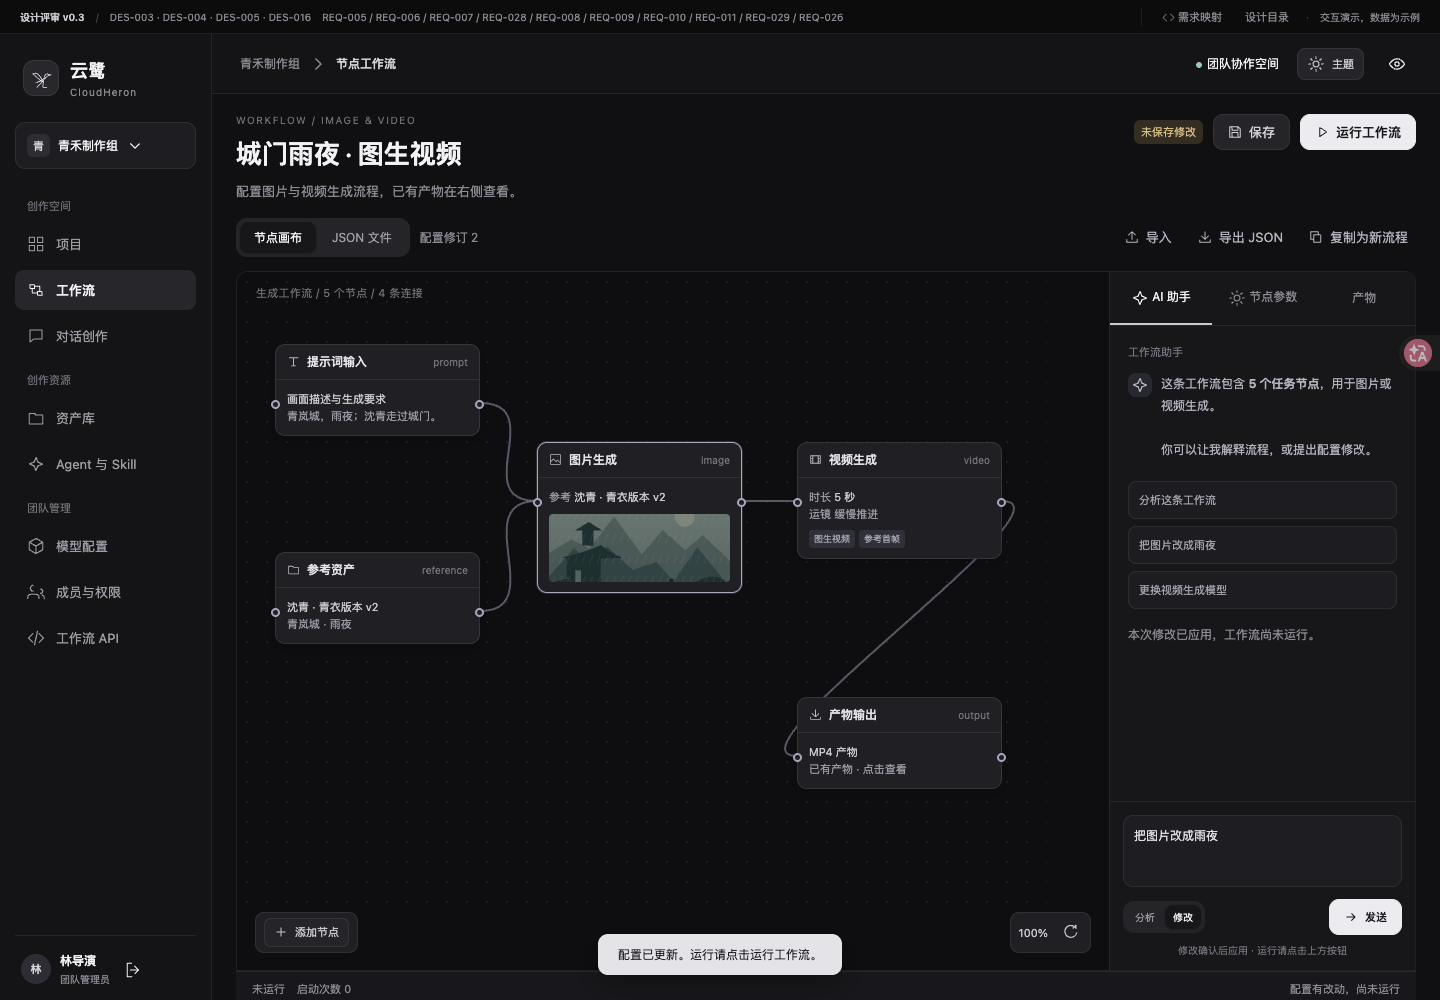 设计评审 v0.3 / DES-003 · DES-004 · DES-005 · DES-016 REQ-005 / REQ-006 / REQ-007 / REQ-028 / REQ-008 / REQ-009 / REQ-010 / REQ-011 / REQ-029 / REQ-026
需求映射 设计目录 · 交互演示，数据为示例
云鹭
CloudHeron
青 青禾制作组
创作空间
项目
工作流
对话创作
创作资源
资产库
Agent 与 Skill
团队管理
模型配置
成员与权限
工作流 API
林 林导演
团队管理员
青禾制作组 节点工作流
团队协作空间 主题
WORKFLOW / IMAGE & VIDEO
城门雨夜 · 图生视频
配置图片与视频生成流程，已有产物在右侧查看。
未保存修改 保存 运行工作流
节点画布 JSON 文件 配置修订 2
导入 导出 JSON 复制为新流程
生成工作流 / 5 个节点 / 4 条连接
提示词输入 prompt
画面描述与生成要求
青岚城，雨夜；沈青走过城门。
参考资产 reference
沈青 · 青衣版本 v2
青岚城 · 雨夜
图片生成 image
参考 沈青 · 青衣版本 v2
视频生成 video
时长 5 秒
运镜 缓慢推进
图生视频 参考首帧
产物输出 output
MP4 产物
已有产物 · 点击查看
添加节点
100%
配置已更新。运行请点击运行工作流。
AI 助手 节点参数 产物
工作流助手
这条工作流包含 5 个任务节点，用于图片或
视频生成。
你可以让我解释流程，或提出配置修改。
分析这条工作流
把图片改成雨夜
更换视频生成模型
本次修改已应用，工作流尚未运行。
把图片改成雨夜
分析 修改 发送
修改确认后应用 · 运行请点击上方按钮
未运行 启动次数 0
配置有改动，尚未运行